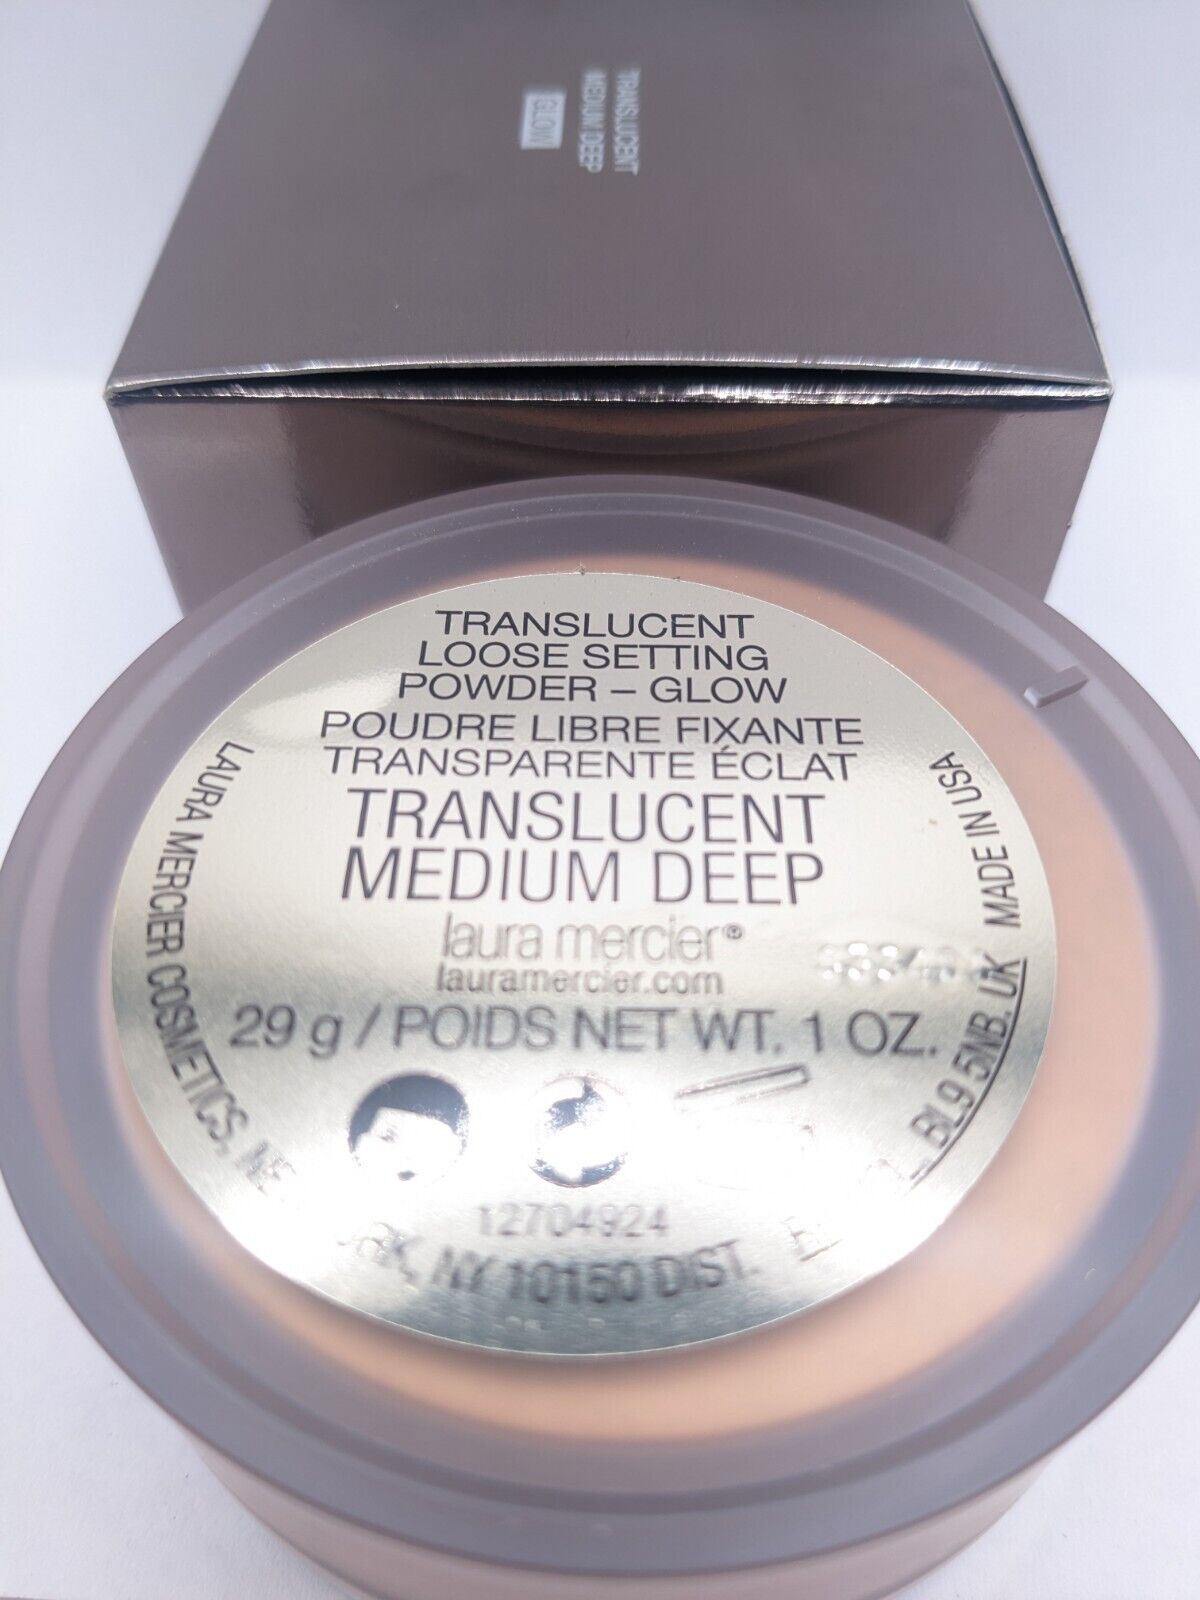 TRANSLUCENT
MEDIUM DEEP
GLOW
TRANSLUCENT
LOOSE SETTING
POWDER – GLOW
POUDRE LIBRE FIXANTE
TRANSPARENTE ÉCLAT
TRANSLUCENT
MEDIUM DEEP
laura mercier®
lauramercier.com
29 g / POIDS NET WT. 1 OZ.
12704924
LAURA MERCIER COSMETICS, NY 10150 DIST.
BL9 5NB. UK
MADE IN USA